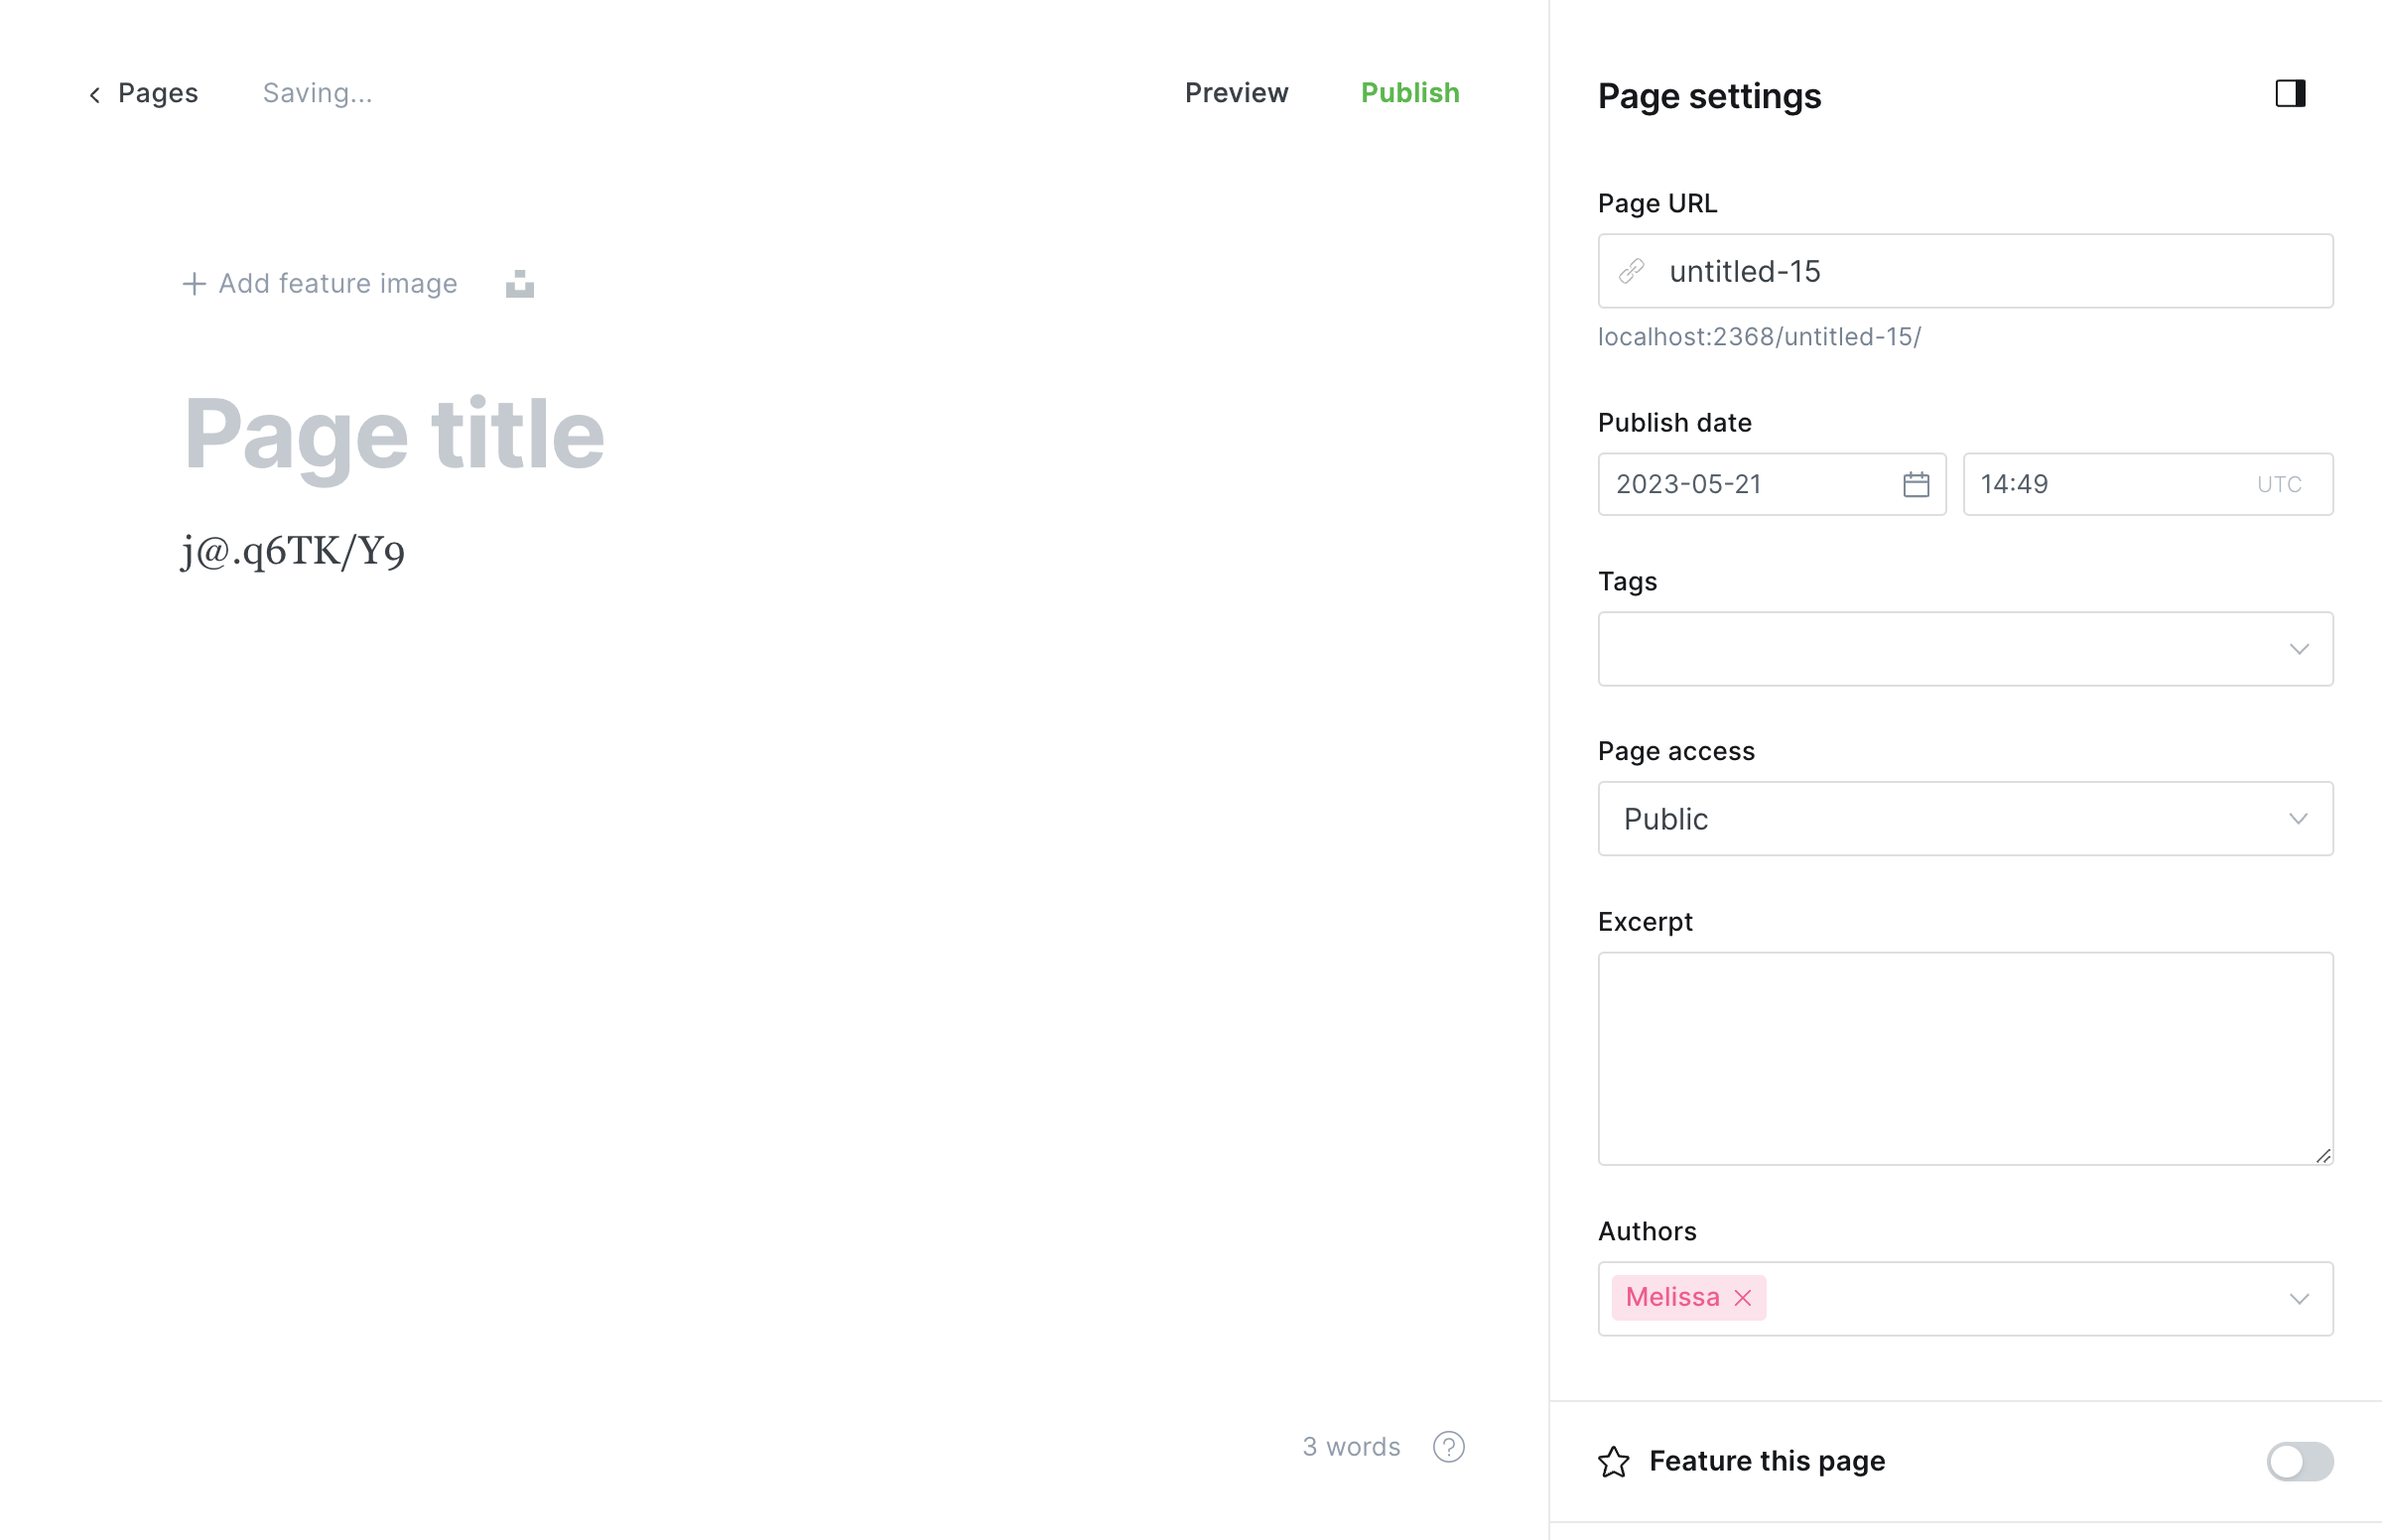 Pages
Saving...
Preview
Publish
Add feature image
Page title
j@.q6TK/Y9
3 words
?
Page settings
Page URL
untitled-15
localhost:2368/untitled-15/
Publish date
2023-05-21
14:49 UTC
Tags
Page access
Public
Excerpt
Authors
Melissa
Feature this page